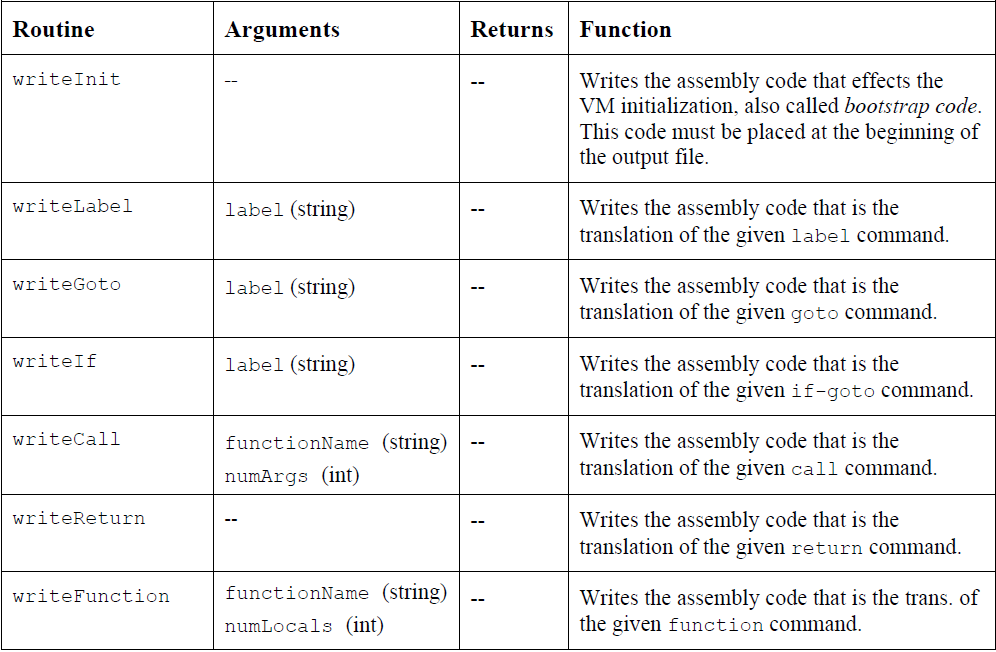 Routine Arguments Returns Function
writeInit -- -- Writes the assembly code that effects the
VM initialization, also called bootstrap code.
This code must be placed at the beginning of
the output file.
writeLabel label (string) -- Writes the assembly code that is the
translation of the given label command.
writeGoto label (string) -- Writes the assembly code that is the
translation of the given goto command.
writeIf label (string) -- Writes the assembly code that is the
translation of the given if-goto command.
writeCall functionName (string) -- Writes the assembly code that is the
numArgs (int) translation of the given call command.
writeReturn -- -- Writes the assembly code that is the
translation of the given return command.
writeFunction functionName (string) -- Writes the assembly code that is the trans. of
numLocals (int) the given function command.